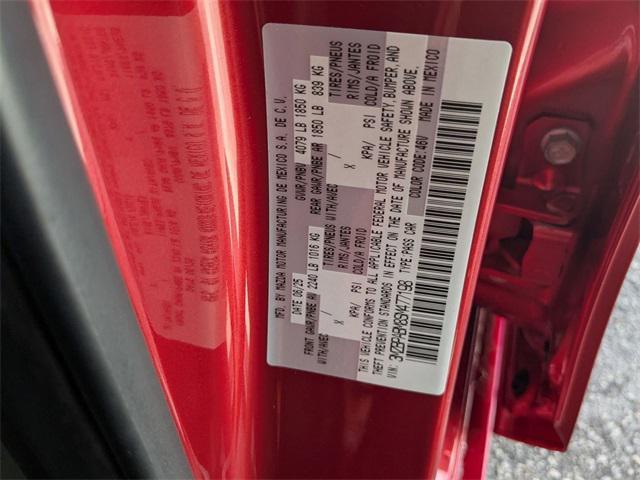 MFD. BY MAZDA MOTOR MANUFACTURING DE MEXICO S.A. DE C.V.
DATE 06/25 GVWR/PNBV 4079 LB 1850 KG
FRONT GAWR/PNBE AV 2240 LB 1016 KG REAR GAWR/PNBE AR 1850 LB 839 KG
WITH/AVEC TIRES/PNEUS WITH/AVEC TIRES/PNEUS
/ RIMS/JANTES / RIMS/JANTES
X KPA/ PSI COLD/A FROID X KPA/ PSI COLD/A FROID
THIS VEHICLE CONFORMS TO ALL APPLICABLE FEDERAL MOTOR VEHICLE SAFETY, BUMPER, AND
THEFT PREVENTION STANDARDS IN EFFECT ON THE DATE OF MANUFACTURE SHOWN ABOVE.
VIN: TYPE:PASS CAR COLOR CODE:46V MADE IN MEXICO